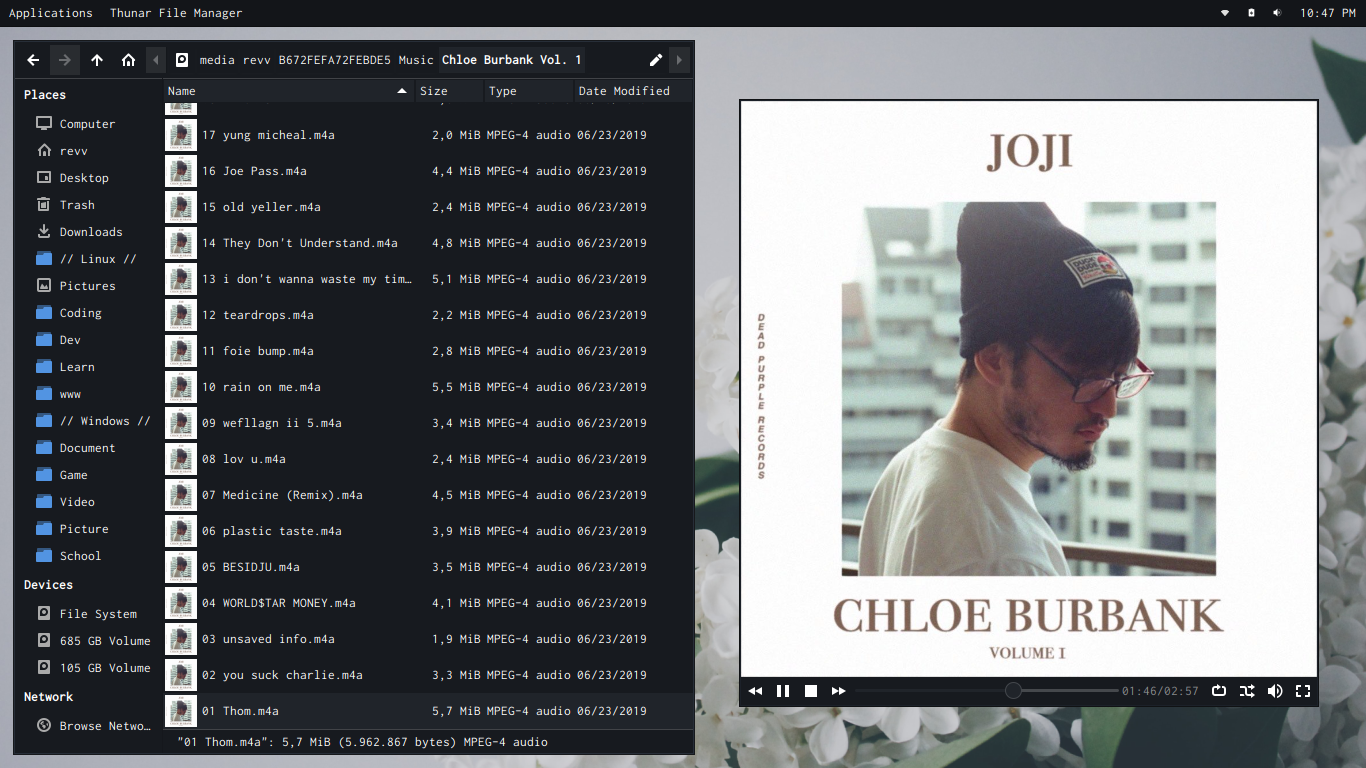 Applications Thunar File Manager 10:47 PM
media revv B672FEFA72FEBDE5 Music Chloe Burbank Vol. 1
Places
Computer
revv
Desktop
Trash
Downloads
// Linux //
Pictures
Coding
Dev
Learn
www
// Windows //
Document
Game
Video
Picture
School
Devices
File System
685 GB Volume
105 GB Volume
Network
Browse Netwo…
Name Size Type Date Modified
17 yung micheal.m4a 2,0 MiB MPEG-4 audio 06/23/2019
16 Joe Pass.m4a 4,4 MiB MPEG-4 audio 06/23/2019
15 old yeller.m4a 2,4 MiB MPEG-4 audio 06/23/2019
14 They Don't Understand.m4a 4,8 MiB MPEG-4 audio 06/23/2019
13 i don't wanna waste my tim… 5,1 MiB MPEG-4 audio 06/23/2019
12 teardrops.m4a 2,2 MiB MPEG-4 audio 06/23/2019
11 foie bump.m4a 2,8 MiB MPEG-4 audio 06/23/2019
10 rain on me.m4a 5,5 MiB MPEG-4 audio 06/23/2019
09 wefllagn ii 5.m4a 3,4 MiB MPEG-4 audio 06/23/2019
08 lov u.m4a 2,4 MiB MPEG-4 audio 06/23/2019
07 Medicine (Remix).m4a 4,5 MiB MPEG-4 audio 06/23/2019
06 plastic taste.m4a 3,9 MiB MPEG-4 audio 06/23/2019
05 BESIDJU.m4a 3,5 MiB MPEG-4 audio 06/23/2019
04 WORLD$TAR MONEY.m4a 4,1 MiB MPEG-4 audio 06/23/2019
03 unsaved info.m4a 1,9 MiB MPEG-4 audio 06/23/2019
02 you suck charlie.m4a 3,3 MiB MPEG-4 audio 06/23/2019
01 Thom.m4a 5,7 MiB MPEG-4 audio 06/23/2019
"01 Thom.m4a": 5,7 MiB (5.962.867 bytes) MPEG-4 audio
JOJI
DEAD PURPLE RECORDS
CHLOE BURBANK
VOLUME I
01:46/02:57